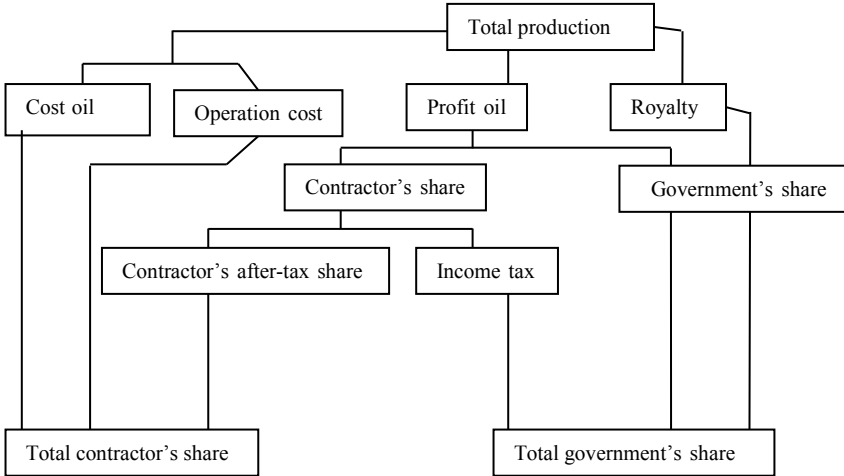 Total production
Cost oil
Operation cost
Profit oil
Royalty
Contractor's share
Government's share
Contractor's after-tax share
Income tax
Total contractor's share
Total government's share